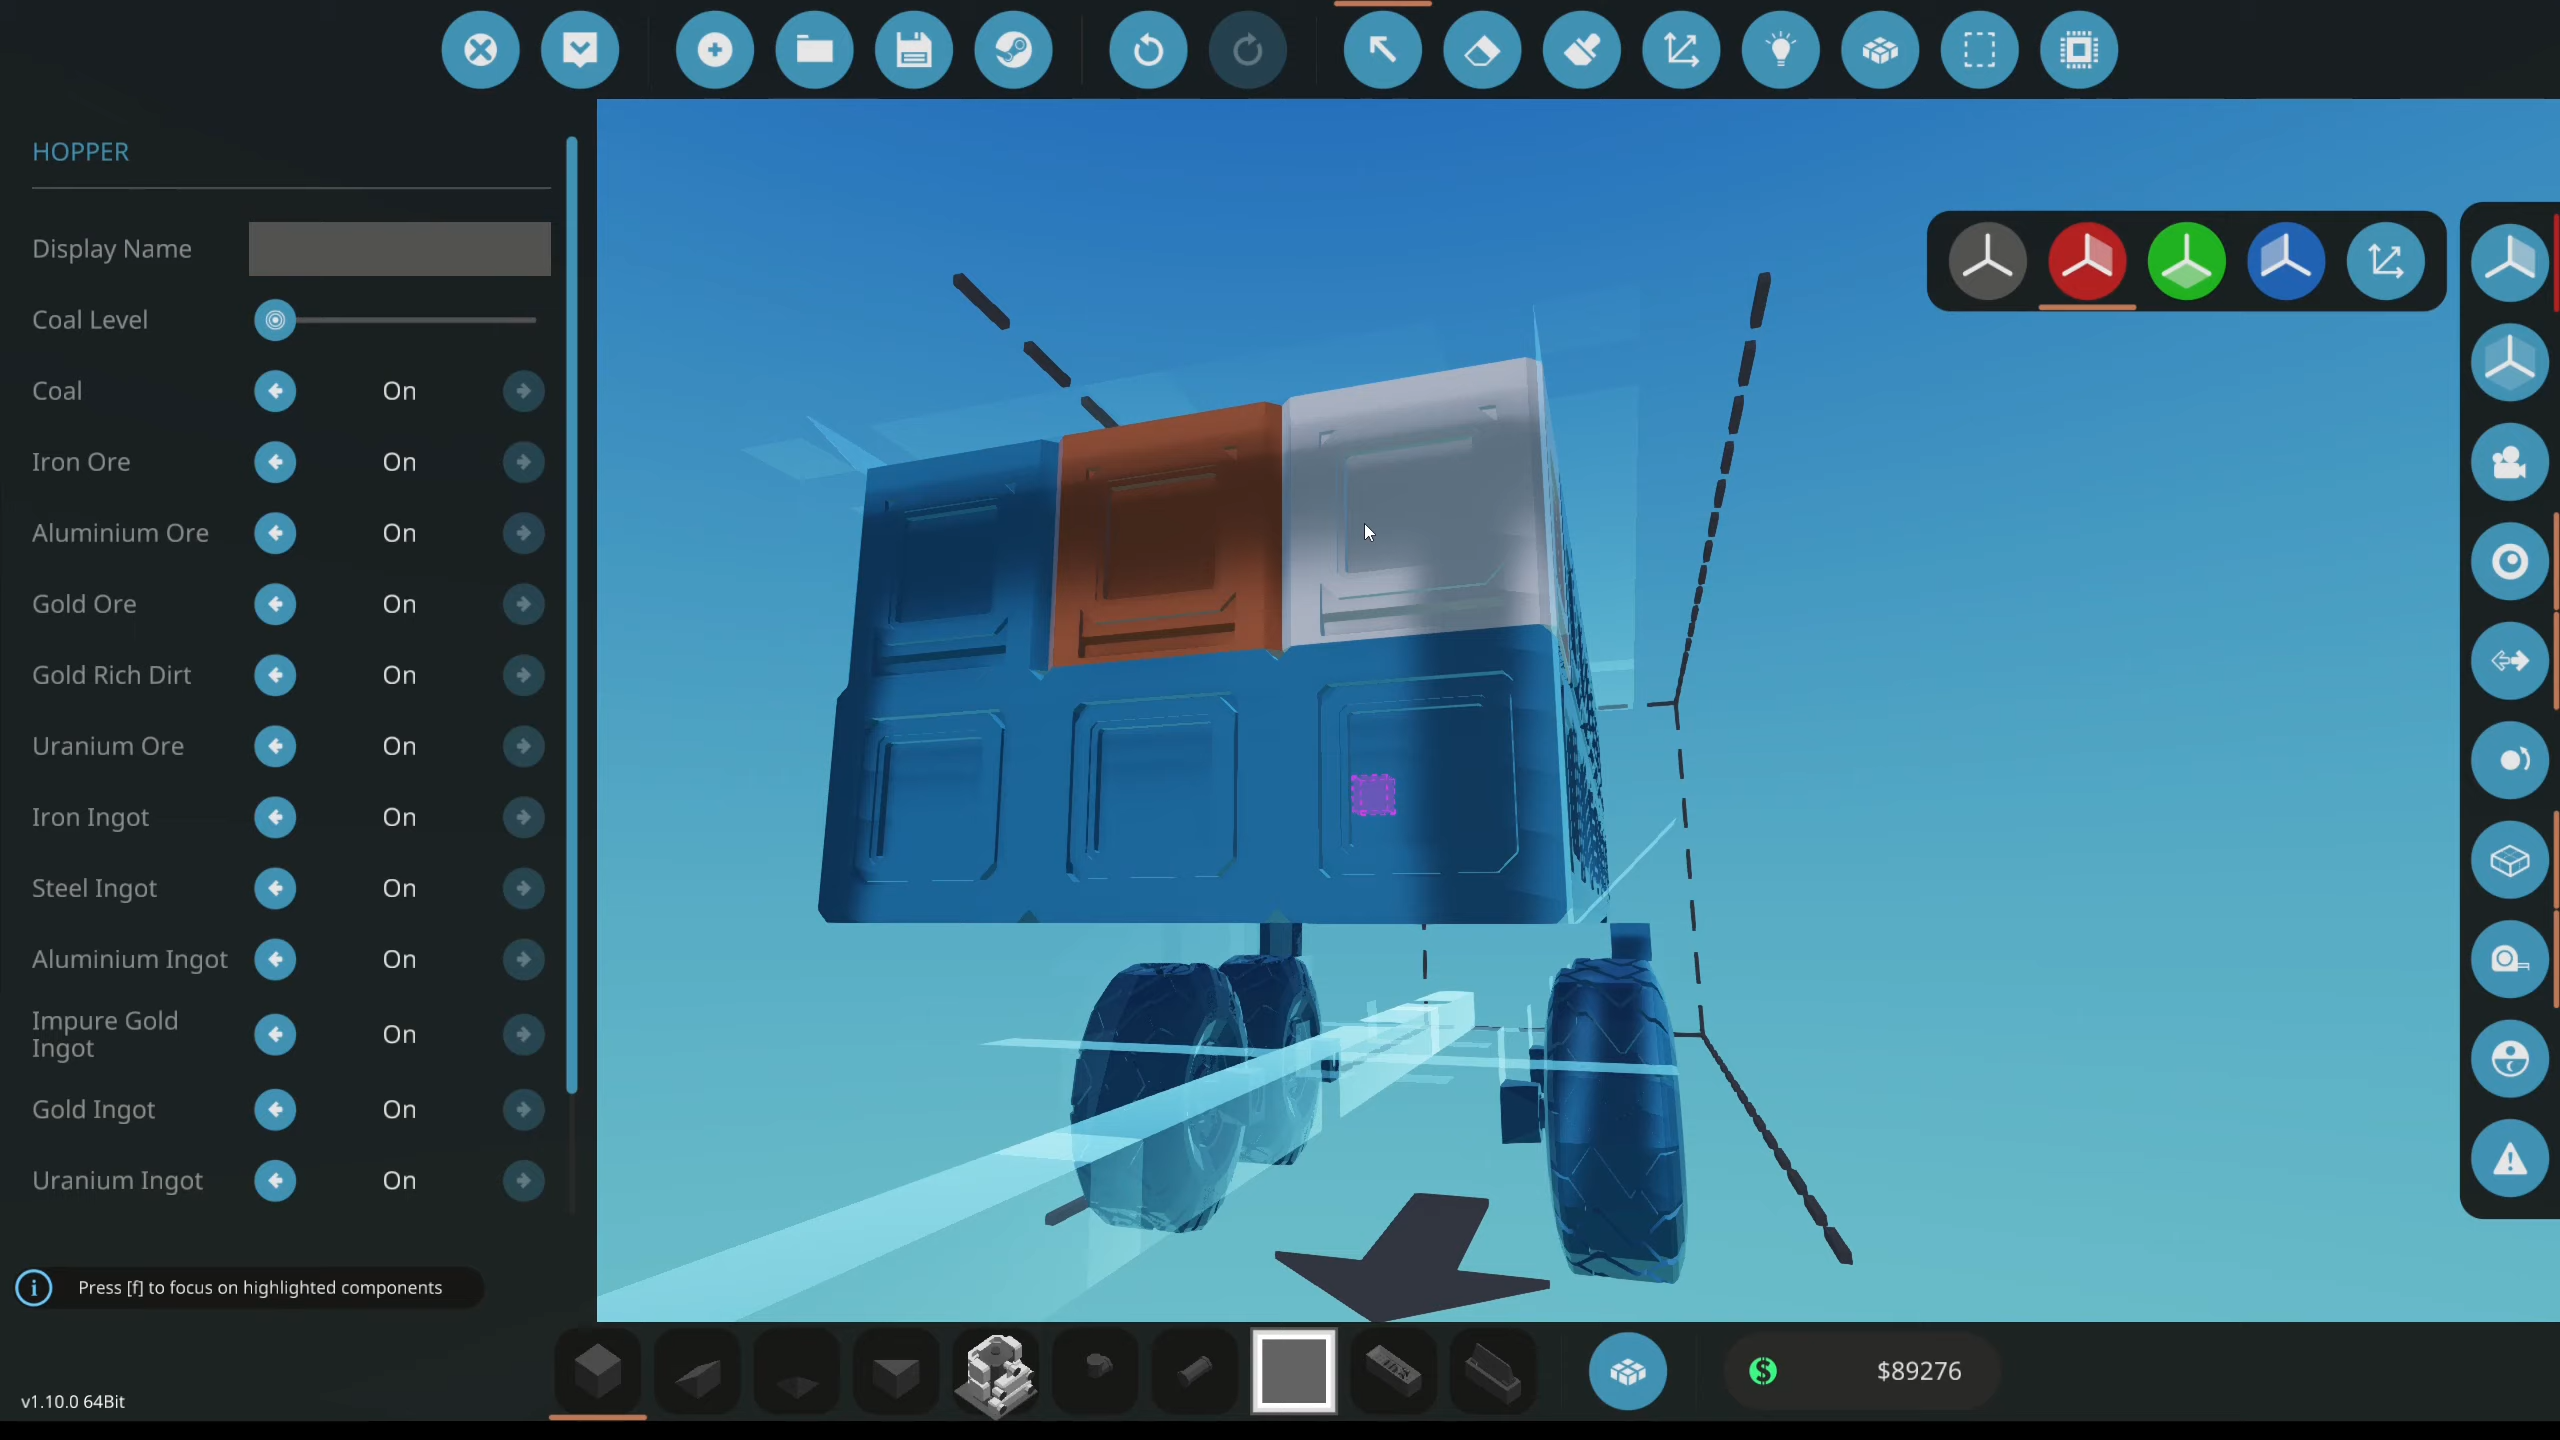 HOPPER
Display Name
Coal Level
Coal On
Iron Ore On
Aluminium Ore On
Gold Ore On
Gold Rich Dirt On
Uranium Ore On
Iron Ingot On
Steel Ingot On
Aluminium Ingot On
Impure Gold
Ingot On
Gold Ingot On
Uranium Ingot On
Press [f] to focus on highlighted components
$89276
v1.10.0 64Bit